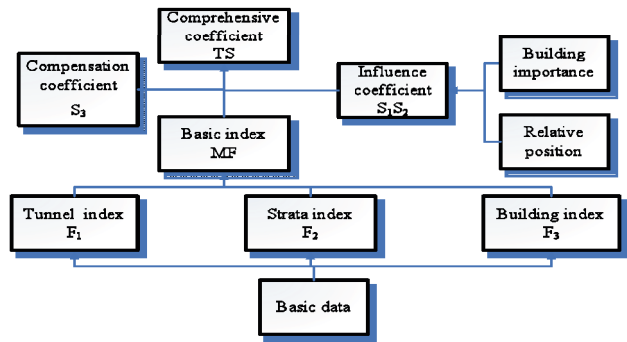 Comprehensive
coefficient
TS
Compensation
coefficient
S₃
Influence
coefficient
S₁S₂
Building
importance
Relative
position
Basic index
MF
Tunnel index
F₁
Strata index
F₂
Building index
F₃
Basic data